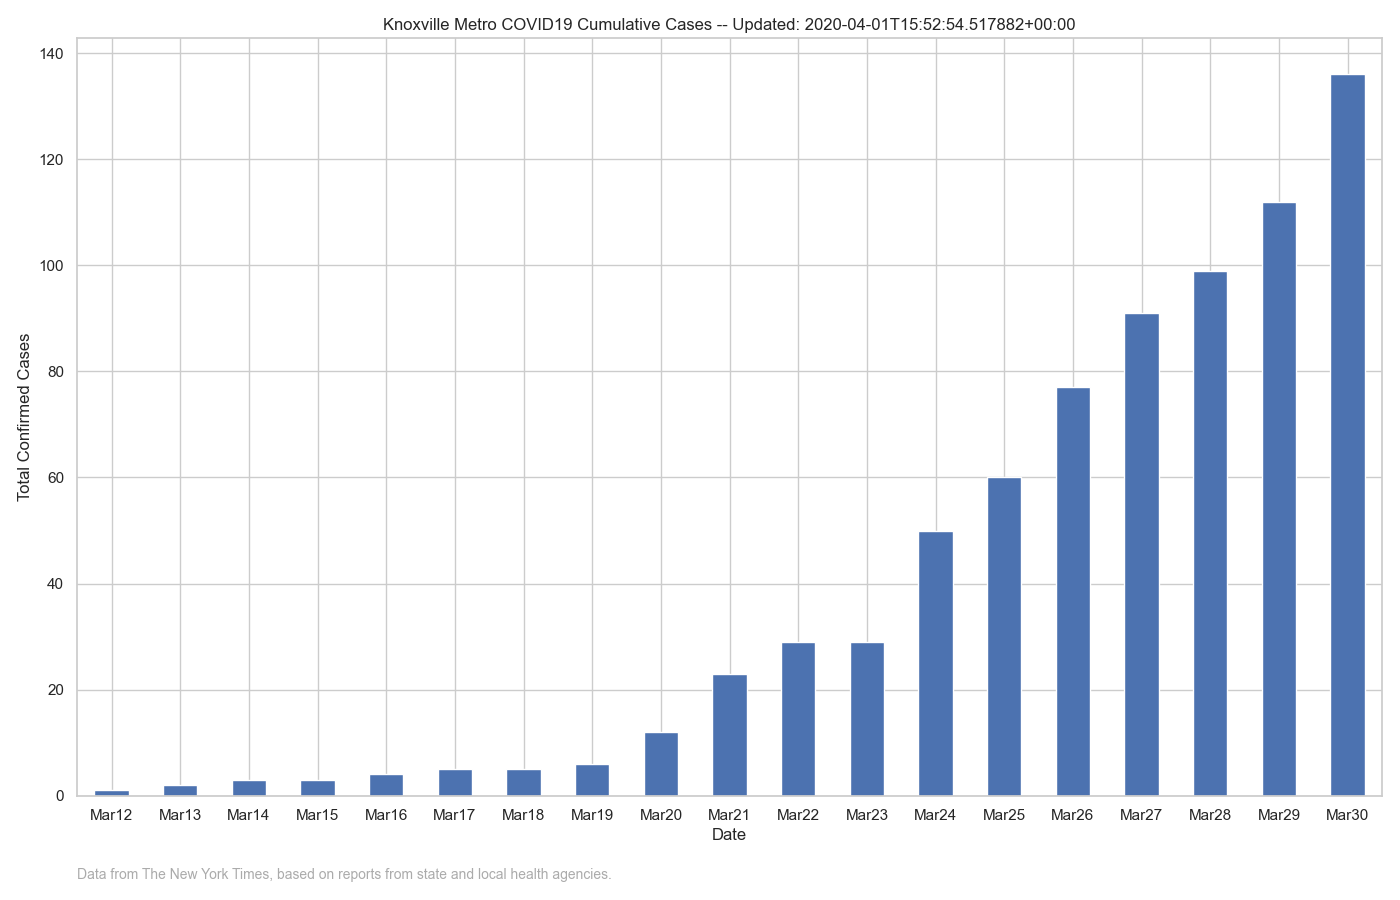 Knoxville Metro COVID19 Cumulative Cases -- Updated: 2020-04-01T15:52:54.517882+00:00
140
120
100
80
60
40
20
0
Total Confirmed Cases
Mar12 Mar13 Mar14 Mar15 Mar16 Mar17 Mar18 Mar19 Mar20 Mar21 Mar22 Mar23 Mar24 Mar25 Mar26 Mar27 Mar28 Mar29 Mar30
Date
Data from The New York Times, based on reports from state and local health agencies.